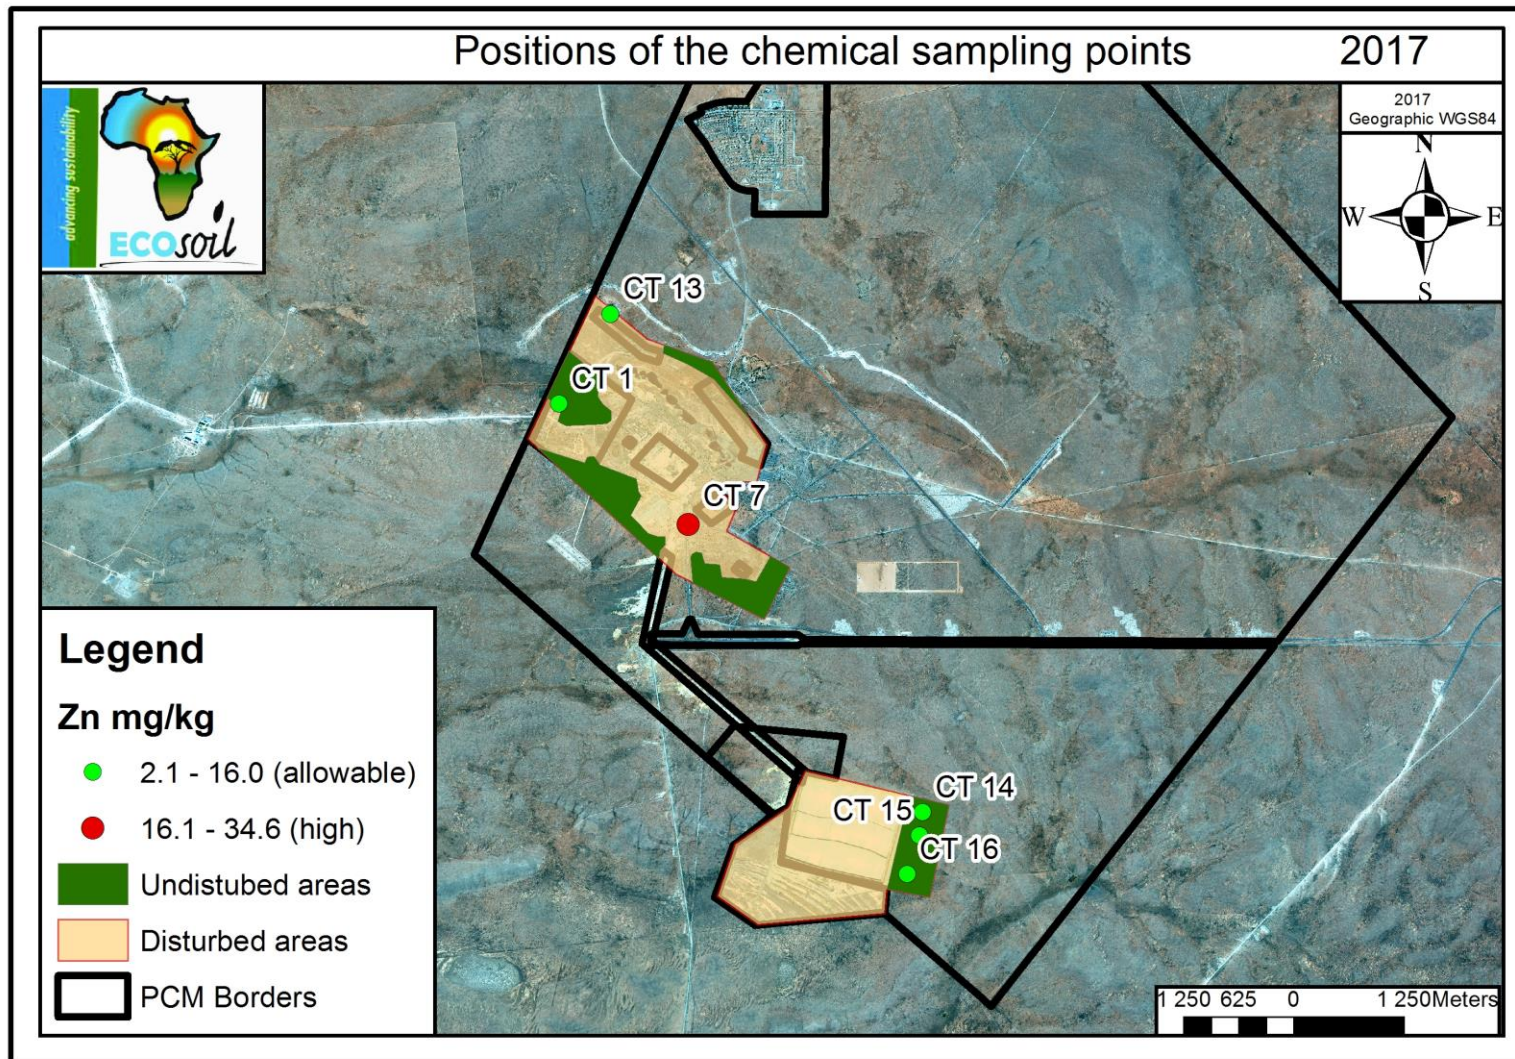 Positions of the chemical sampling points 2017
advancing sustainability
ECOsoil
2017
Geographic WGS84
N
W E
S
CT 13
CT 1
CT 7
CT 14
CT 15
CT 16
Legend
Zn mg/kg
2.1 - 16.0 (allowable)
16.1 - 34.6 (high)
Undistubed areas
Disturbed areas
PCM Borders
1 250 625 0 1 250Meters